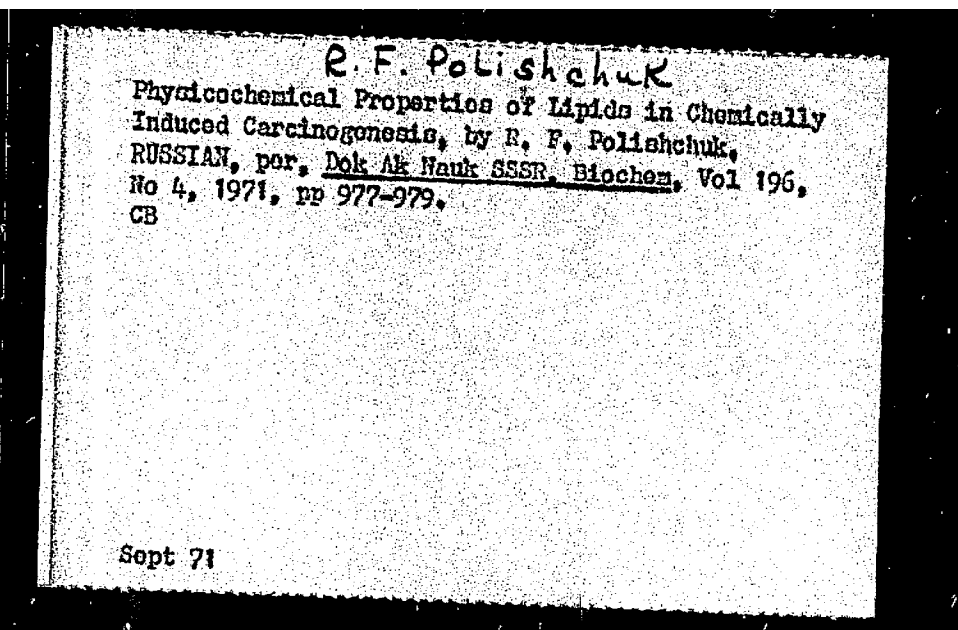 R. F. Polishchuk
Physicochemical Properties of Lipids in Chemically
Induced Carcinogenesis, by R. F. Polishchuk,
RUSSIAN, per, Dok Ak Nauk SSSR, Biochem, Vol 196,
No 4, 1971, pp 977-979.
CB
Sept 71